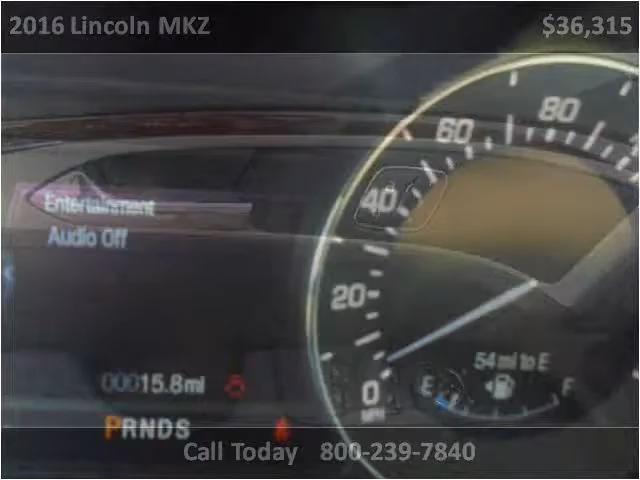 2016 Lincoln MKZ $36,315
80
60
40
Entertainment
Audio Off
20
54 mi to E
00015.8mi
E F
0
MPH
PRNDS
Call Today 800-239-7840